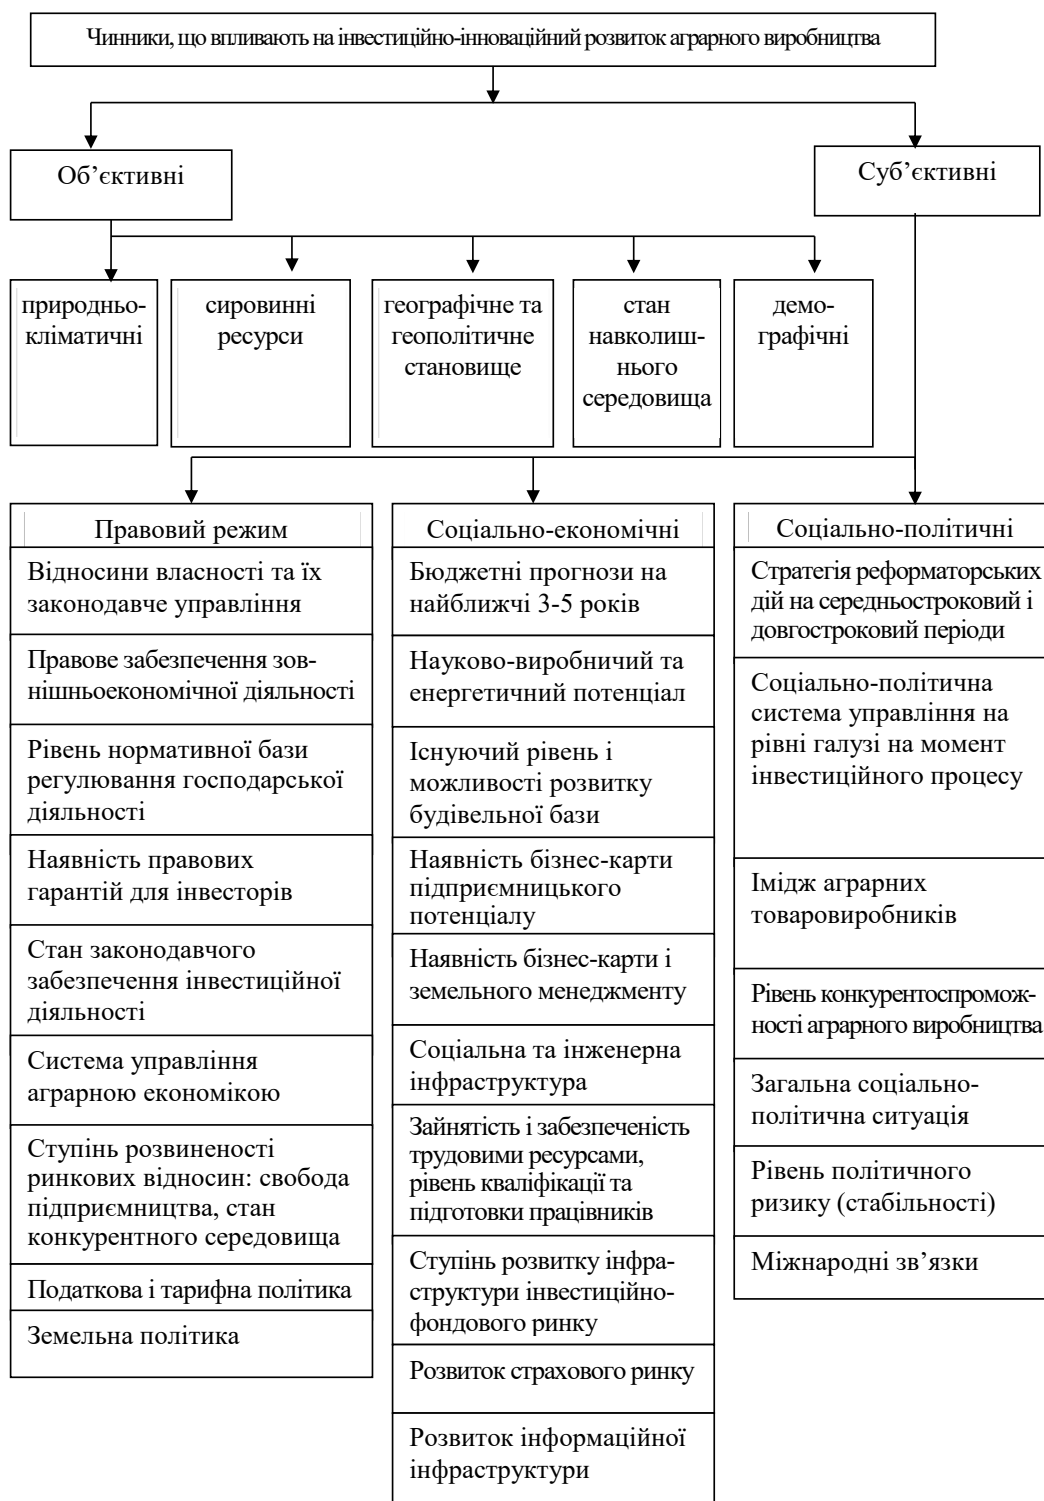 Чинники, що впливають на інвестиційно-інноваційний розвиток аграрного виробництва
Об’єктивні
Суб’єктивні
природньо-
кліматичні
сировинні
ресурси
географічне та
геополітичне
становище
стан
навколиш-
нього
середовища
демо-
графічні
Правовий режим
Відносини власності та їх
законодавче управління
Правове забезпечення зов-
нішньоекономічної діяльності
Рівень нормативної бази
регулювання господарської
діяльності
Наявність правових
гарантій для інвесторів
Стан законодавчого
забезпечення інвестиційної
діяльності
Система управління
аграрною економікою
Ступінь розвиненості
ринкових відносин: свобода
підприємництва, стан
конкурентного середовища
Податкова і тарифна політика
Земельна політика
Соціально-економічні
Бюджетні прогнози на
найближчі 3-5 років
Науково-виробничий та
енергетичний потенціал
Існуючий рівень і
можливості розвитку
будівельної бази
Наявність бізнес-карти
підприємницького
потенціалу
Наявність бізнес-карти і
земельного менеджменту
Соціальна та інженерна
інфраструктура
Зайнятість і забезпеченість
трудовими ресурсами,
рівень кваліфікації та
підготовки працівників
Ступінь розвитку інфра-
структури інвестиційно-
фондового ринку
Розвиток страхового ринку
Розвиток інформаційної
інфраструктури
Соціально-політичні
Стратегія реформаторських
дій на середньостроковий і
довгостроковий періоди
Соціально-політична
система управління на
рівні галузі на момент
інвестиційного процесу
Імідж аграрних
товаровиробників
Рівень конкурентоспромож-
ності аграрного виробництва
Загальна соціально-
політична ситуація
Рівень політичного
ризику (стабільності)
Міжнародні зв’язки